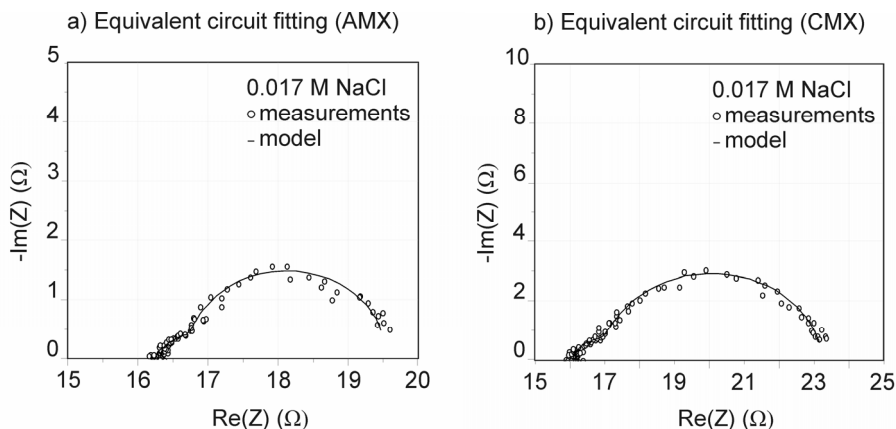 a) Equivalent circuit fitting (AMX)
5
4
3
2
1
0
-Im(Z) (Ω)
0.017 M NaCl
measurements
- model
15 16 17 18 19 20
Re(Z) (Ω)
b) Equivalent circuit fitting (CMX)
10
8
6
4
2
0
-Im(Z) (Ω)
0.017 M NaCl
measurements
- model
15 17 19 21 23 25
Re(Z) (Ω)